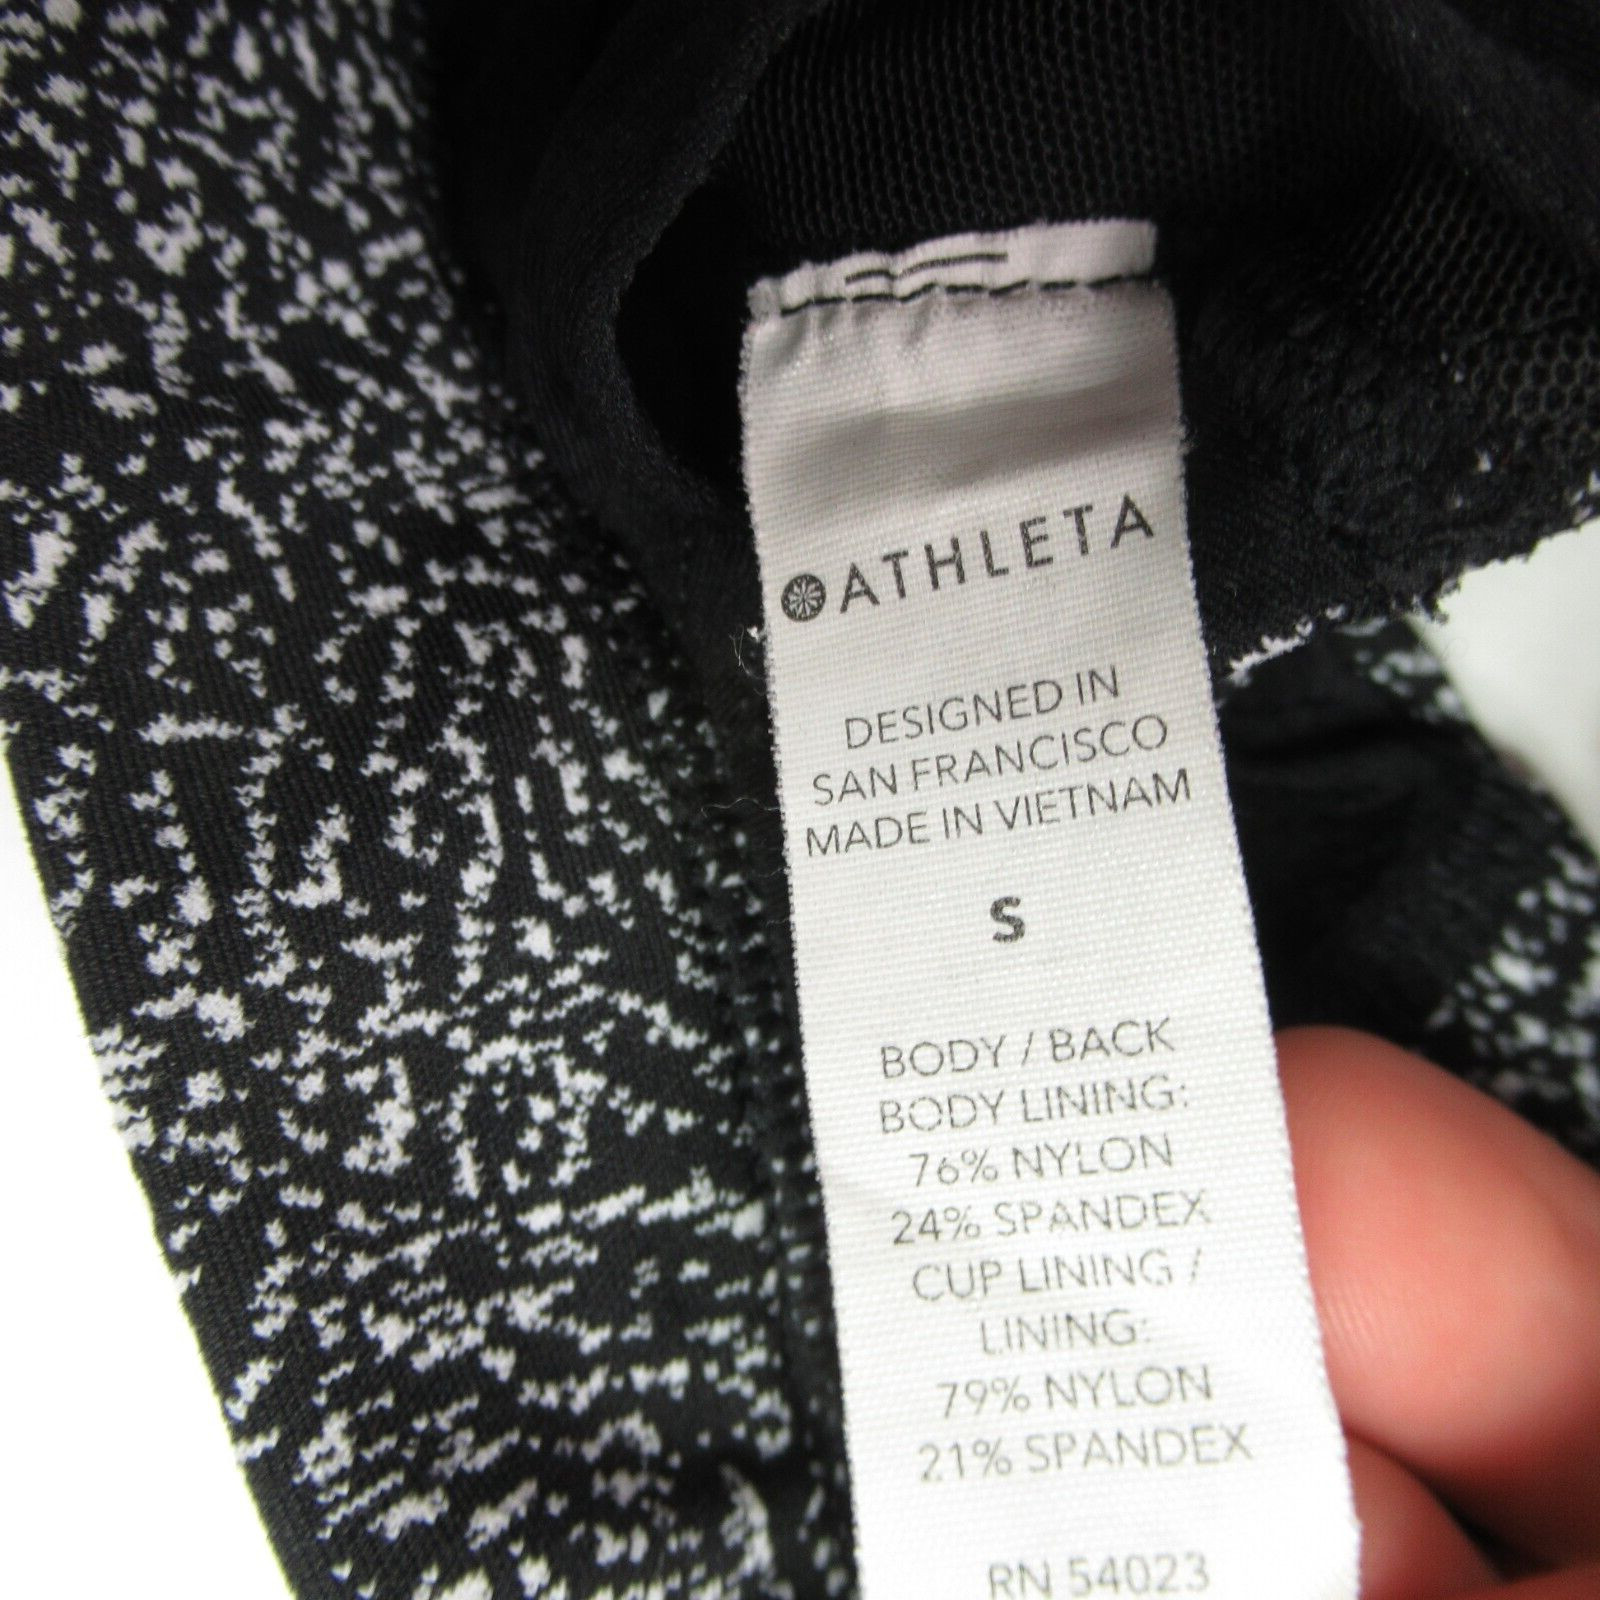 ATHLETA
DESIGNED IN
SAN FRANCISCO
MADE IN VIETNAM
S
BODY / BACK
BODY LINING:
76% NYLON
24% SPANDEX
CUP LINING /
LINING:
79% NYLON
21% SPANDEX
RN 54023